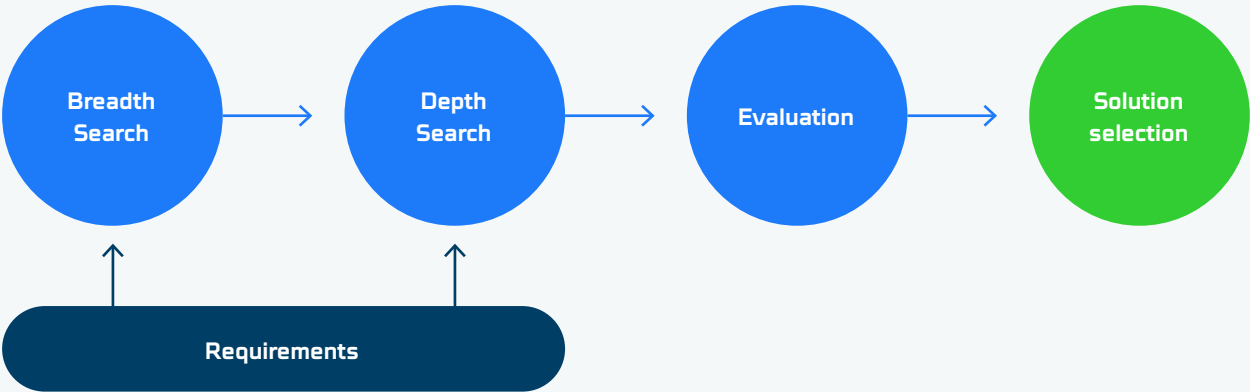 Breadth
Search
Depth
Search
Evaluation
Solution
selection
Requirements